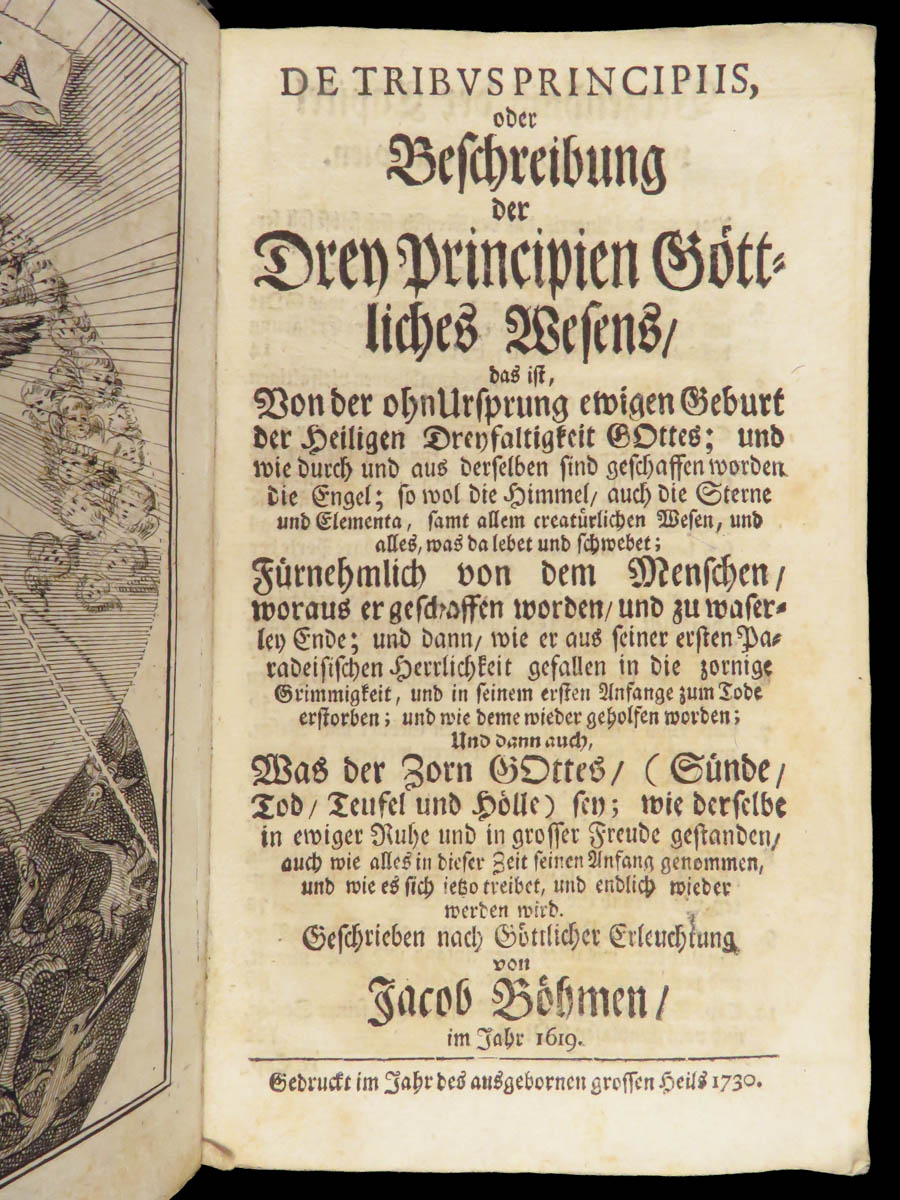 A
DE TRIBVS PRINCIPIIS,
oder
Beſchreibung
der
Drey Principien Gött-
liches Weſens/
das iſt,
Von der ohnUrſprung ewigen Geburt
der Heiligen Dreyfaltigkeit GOttes; und
wie durch und aus derſelben ſind geſchaffen worden
die Engel; ſo wol die Himmel/ auch die Sterne
und Elementa, ſamt allem creatürlichen Weſen, und
alles, was da lebet und ſchwebet;
Fürnehmlich von dem Menſchen/
woraus er geſchaffen worden/ und zu waſer-
ley Ende; und dann/ wie er aus ſeiner erſten Pa-
radeiſiſchen Herrlichkeit gefallen in die zornige
Grimmigkeit, und in ſeinem erſten Anfange zum Tode
erſtorben; und wie deme wieder geholfen worden;
Und dann auch,
Was der Zorn GOttes/ (Sünde/
Tod/ Teufel und Hölle) ſey; wie derſelbe
in ewiger Ruhe und in groſſer Freude geſtanden/
auch wie alles in dieſer Zeit ſeinen Anfang genommen,
und wie es ſich ietzo treibet, und endlich wieder
werden wird.
Geſchrieben nach Göttlicher Erleuchtung
von
Jacob Böhmen/
im Jahr 1619.
Gedruckt im Jahr des ausgebornen groſſen Heils 1730.